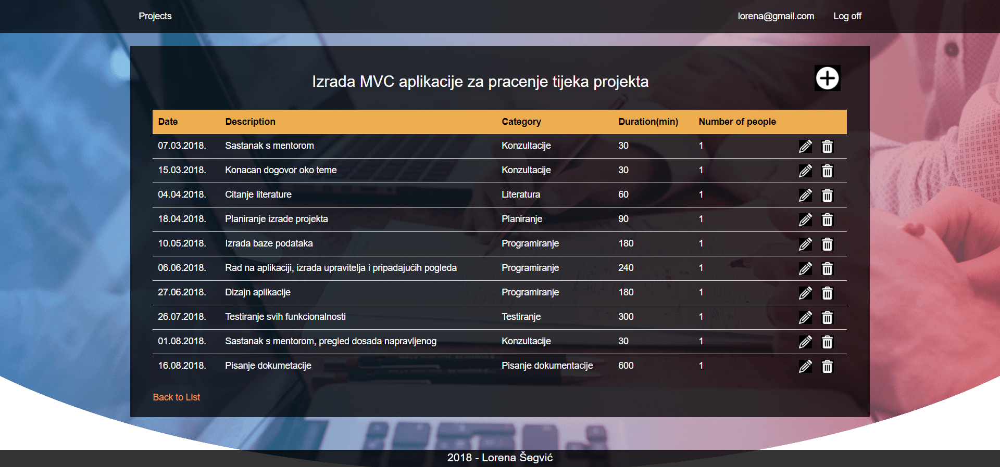 Projects lorena@gmail.com Log off
Izrada MVC aplikacije za pracenje tijeka projekta
Date Description Category Duration(min) Number of people
07.03.2018. Sastanak s mentorom Konzultacije 30 1
15.03.2018. Konacan dogovor oko teme Konzultacije 30 1
04.04.2018. Citanje literature Literatura 60 1
18.04.2018. Planiranje izrade projekta Planiranje 90 1
10.05.2018. Izrada baze podataka Programiranje 180 1
06.06.2018. Rad na aplikaciji, izrada upravitelja i pripadajućih pogleda Programiranje 240 1
27.06.2018. Dizajn aplikacije Programiranje 180 1
26.07.2018. Testiranje svih funkcionalnosti Testiranje 300 1
01.08.2018. Sastanak s mentorom, pregled dosada napravljenog Konzultacije 30 1
16.08.2018. Pisanje dokumetacije Pisanje dokumentacije 600 1
Back to List
2018 - Lorena Šegvić